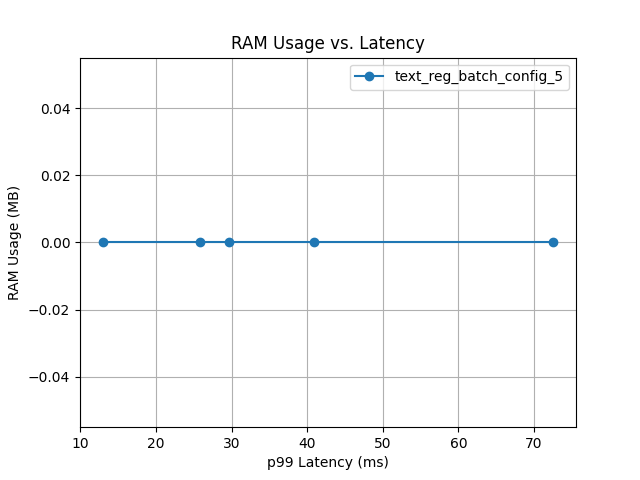 RAM Usage vs. Latency
text_reg_batch_config_5
RAM Usage (MB)
0.04
0.02
0.00
−0.02
−0.04
10 20 30 40 50 60 70
p99 Latency (ms)